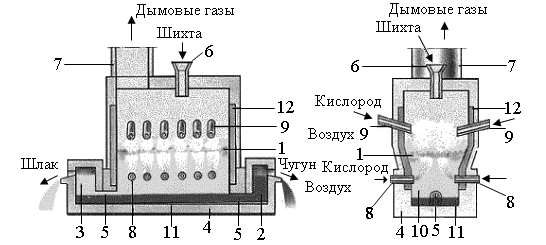 Дымовые газы
Шихта
6
7
12
9
1
Шлак
Чугун
Воздух
3
5
8
11
4
5
2
Дымовые газы
Шихта
6
7
Кислород
12
Воздух
9
9
1
Кислород
8
8
4
10
5
11